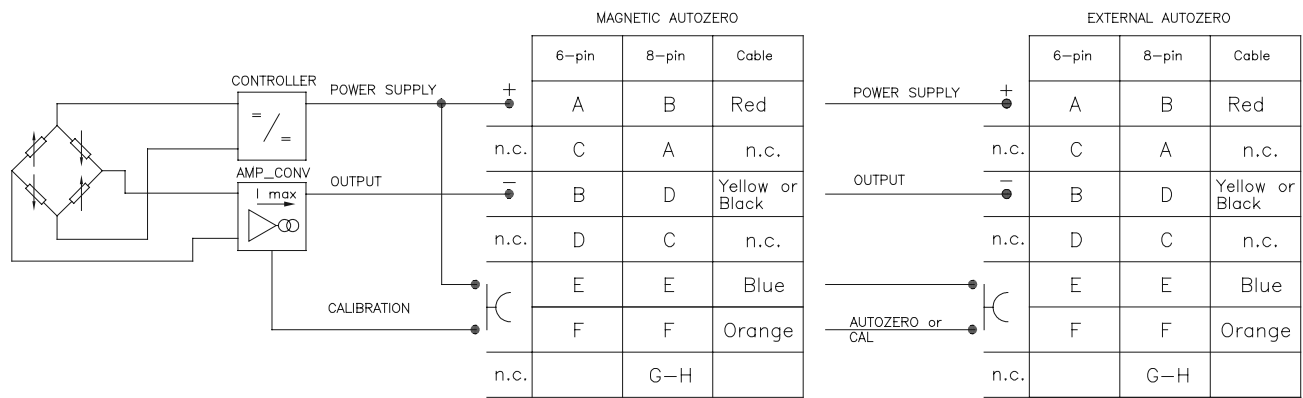 MAGNETIC AUTOZERO
6-pin 8-pin Cable
CONTROLLER
= / =
POWER SUPPLY + A B Red
n.c. C A n.c.
AMP_CONV
I max
OUTPUT - B D Yellow or
Black
n.c. D C n.c.
E E Blue
CALIBRATION
F F Orange
n.c. G-H
EXTERNAL AUTOZERO
6-pin 8-pin Cable
POWER SUPPLY + A B Red
n.c. C A n.c.
OUTPUT - B D Yellow or
Black
n.c. D C n.c.
E E Blue
AUTOZERO or
CAL
F F Orange
n.c. G-H